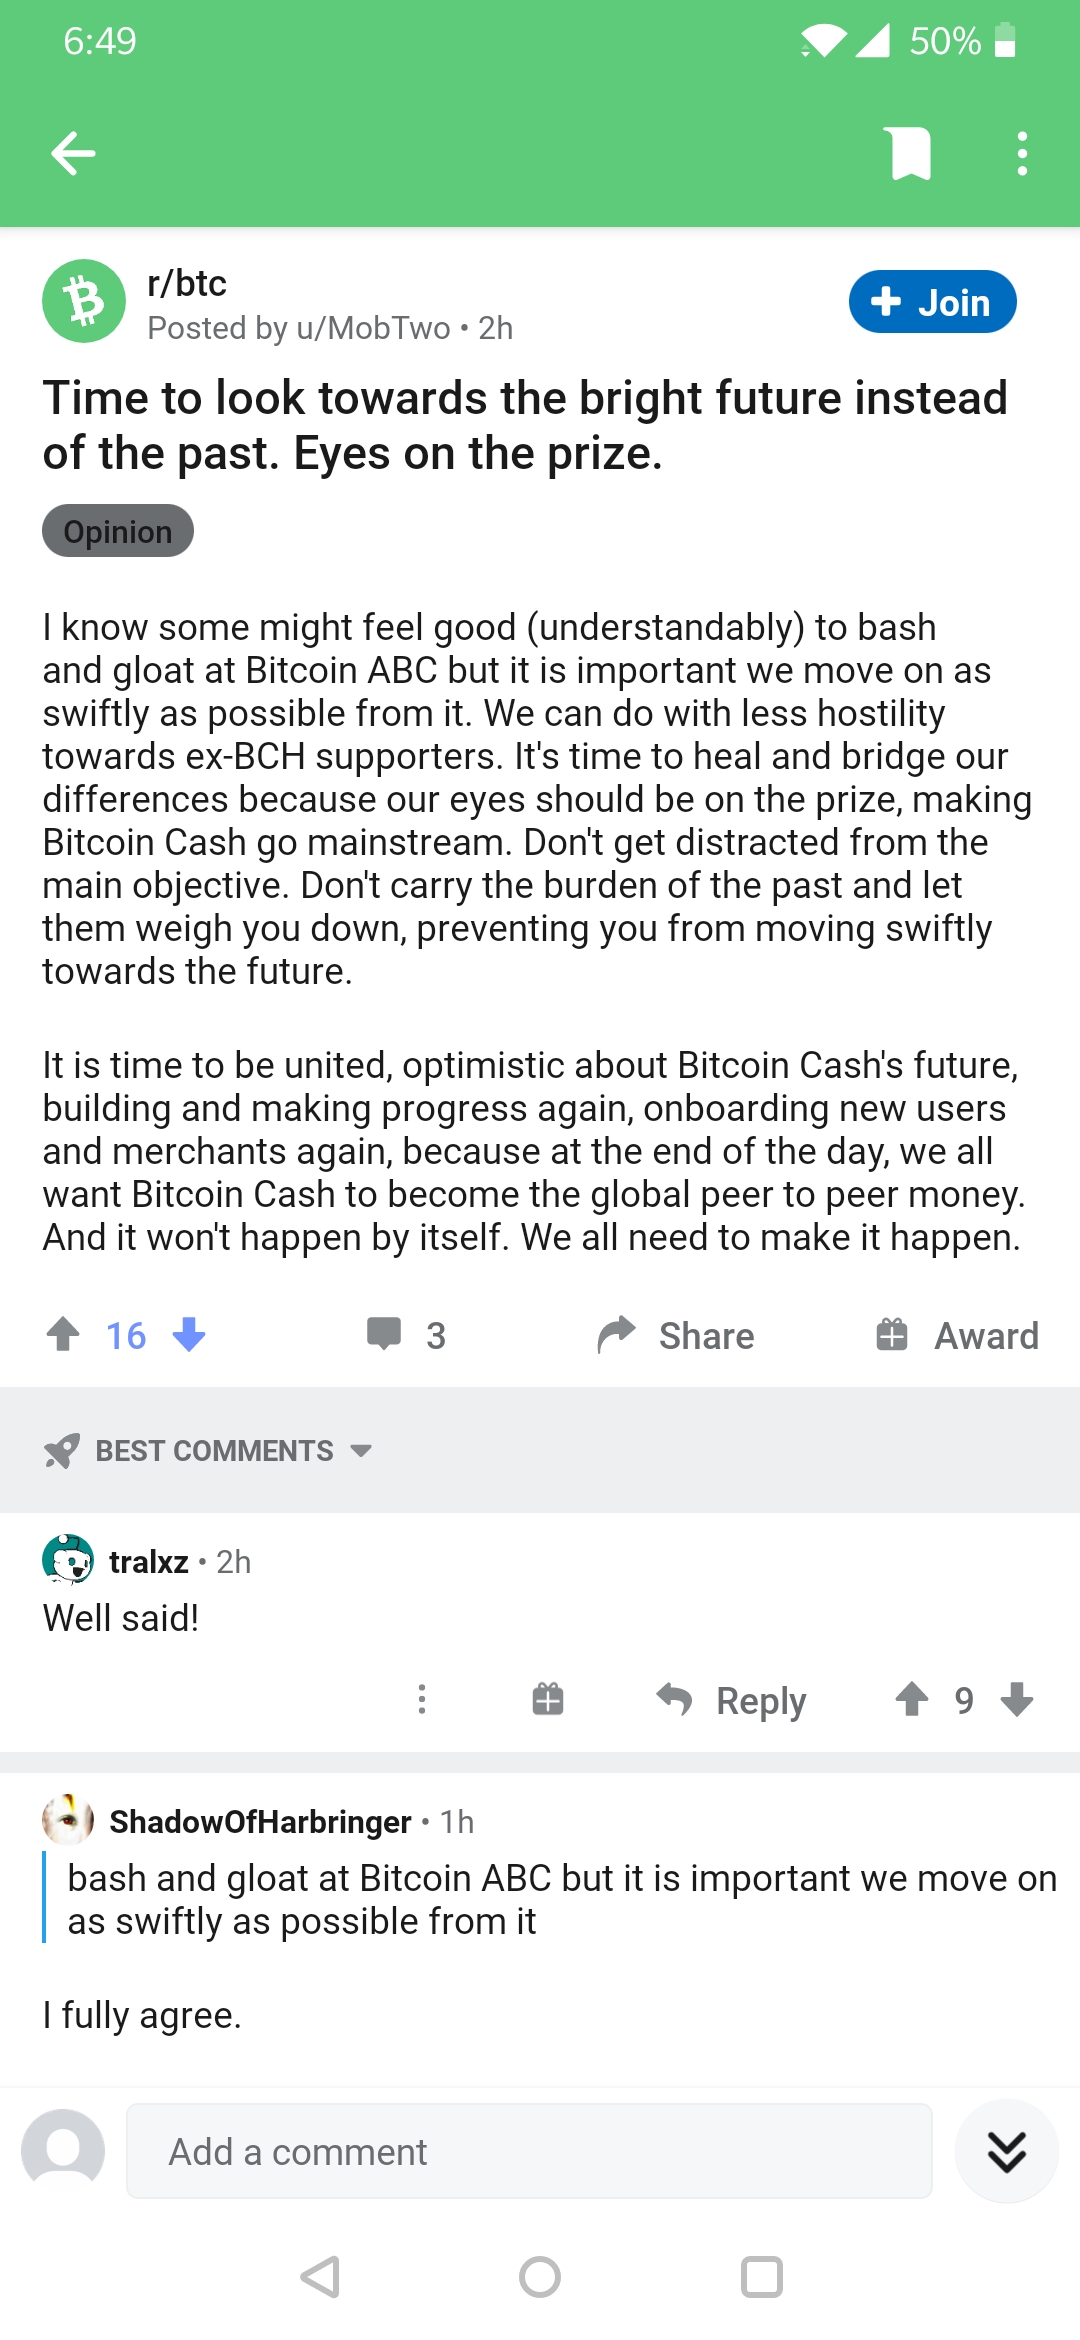 6:49
50%
r/btc
Posted by u/MobTwo • 2h
+ Join
Time to look towards the bright future instead
of the past. Eyes on the prize.
Opinion
I know some might feel good (understandably) to bash
and gloat at Bitcoin ABC but it is important we move on as
swiftly as possible from it. We can do with less hostility
towards ex-BCH supporters. It's time to heal and bridge our
differences because our eyes should be on the prize, making
Bitcoin Cash go mainstream. Don't get distracted from the
main objective. Don't carry the burden of the past and let
them weigh you down, preventing you from moving swiftly
towards the future.
It is time to be united, optimistic about Bitcoin Cash's future,
building and making progress again, onboarding new users
and merchants again, because at the end of the day, we all
want Bitcoin Cash to become the global peer to peer money.
And it won't happen by itself. We all need to make it happen.
16 3 Share Award
BEST COMMENTS
tralxz • 2h
Well said!
Reply 9
ShadowOfHarbringer • 1h
bash and gloat at Bitcoin ABC but it is important we move on
as swiftly as possible from it
I fully agree.
Add a comment